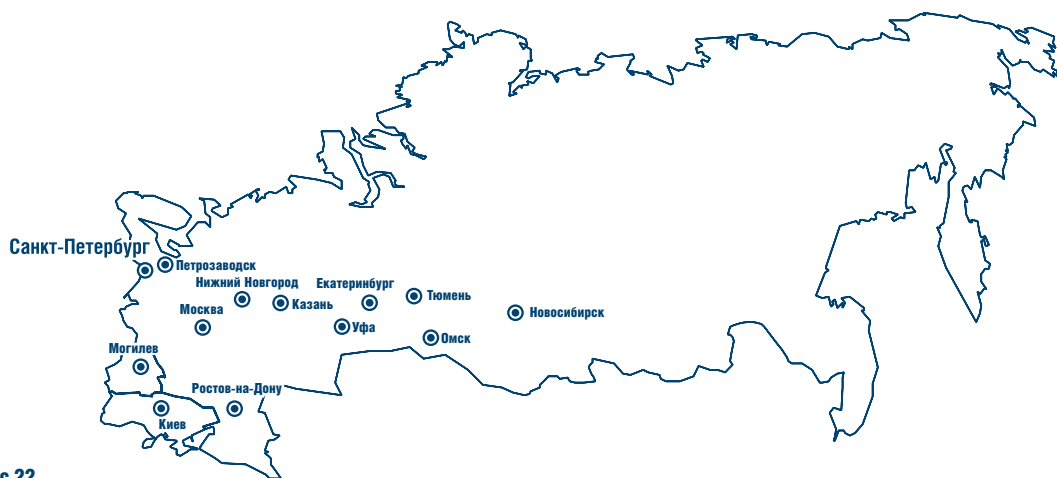 Санкт-Петербург
Петрозаводск
Нижний Новгород
Екатеринбург
Тюмень
Казань
Москва
Новосибирск
Уфа
Омск
Могилев
Ростов-на-Дону
Киев